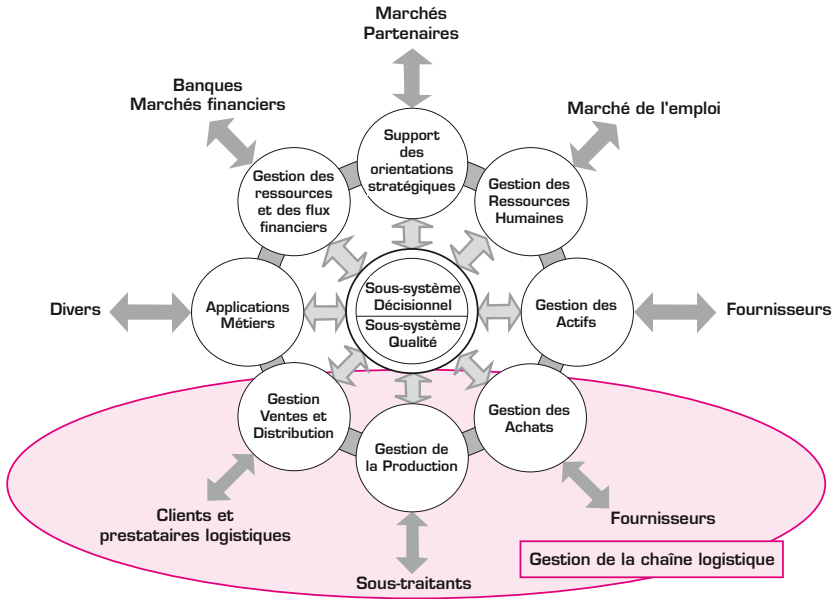 Marchés
Partenaires
Banques
Marchés financiers
Marché de l'emploi
Support
des
orientations
stratégiques
Gestion des
ressources
et des flux
financiers
Gestion des
Ressources
Humaines
Divers
Applications
Métiers
Sous-système
Décisionnel
Sous-système
Qualité
Gestion des
Actifs
Fournisseurs
Gestion
Ventes et
Distribution
Gestion de
la Production
Gestion des
Achats
Clients et
prestataires logistiques
Sous-traitants
Fournisseurs
Gestion de la chaîne logistique